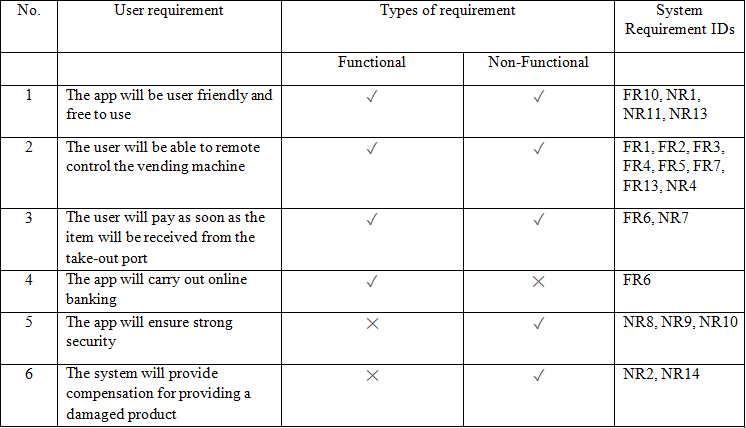 No. User requirement Types of requirement System
Requirement IDs
Functional Non-Functional
1 The app will be user friendly and ✓ ✓ FR10, NR1,
free to use NR11, NR13
2 The user will be able to remote ✓ ✓ FR1, FR2, FR3,
control the vending machine FR4, FR5, FR7,
FR13, NR4
3 The user will pay as soon as the ✓ ✓ FR6, NR7
item will be received from the
take-out port
4 The app will carry out online ✓ × FR6
banking
5 The app will ensure strong × ✓ NR8, NR9, NR10
security
6 The system will provide × ✓ NR2, NR14
compensation for providing a
damaged product